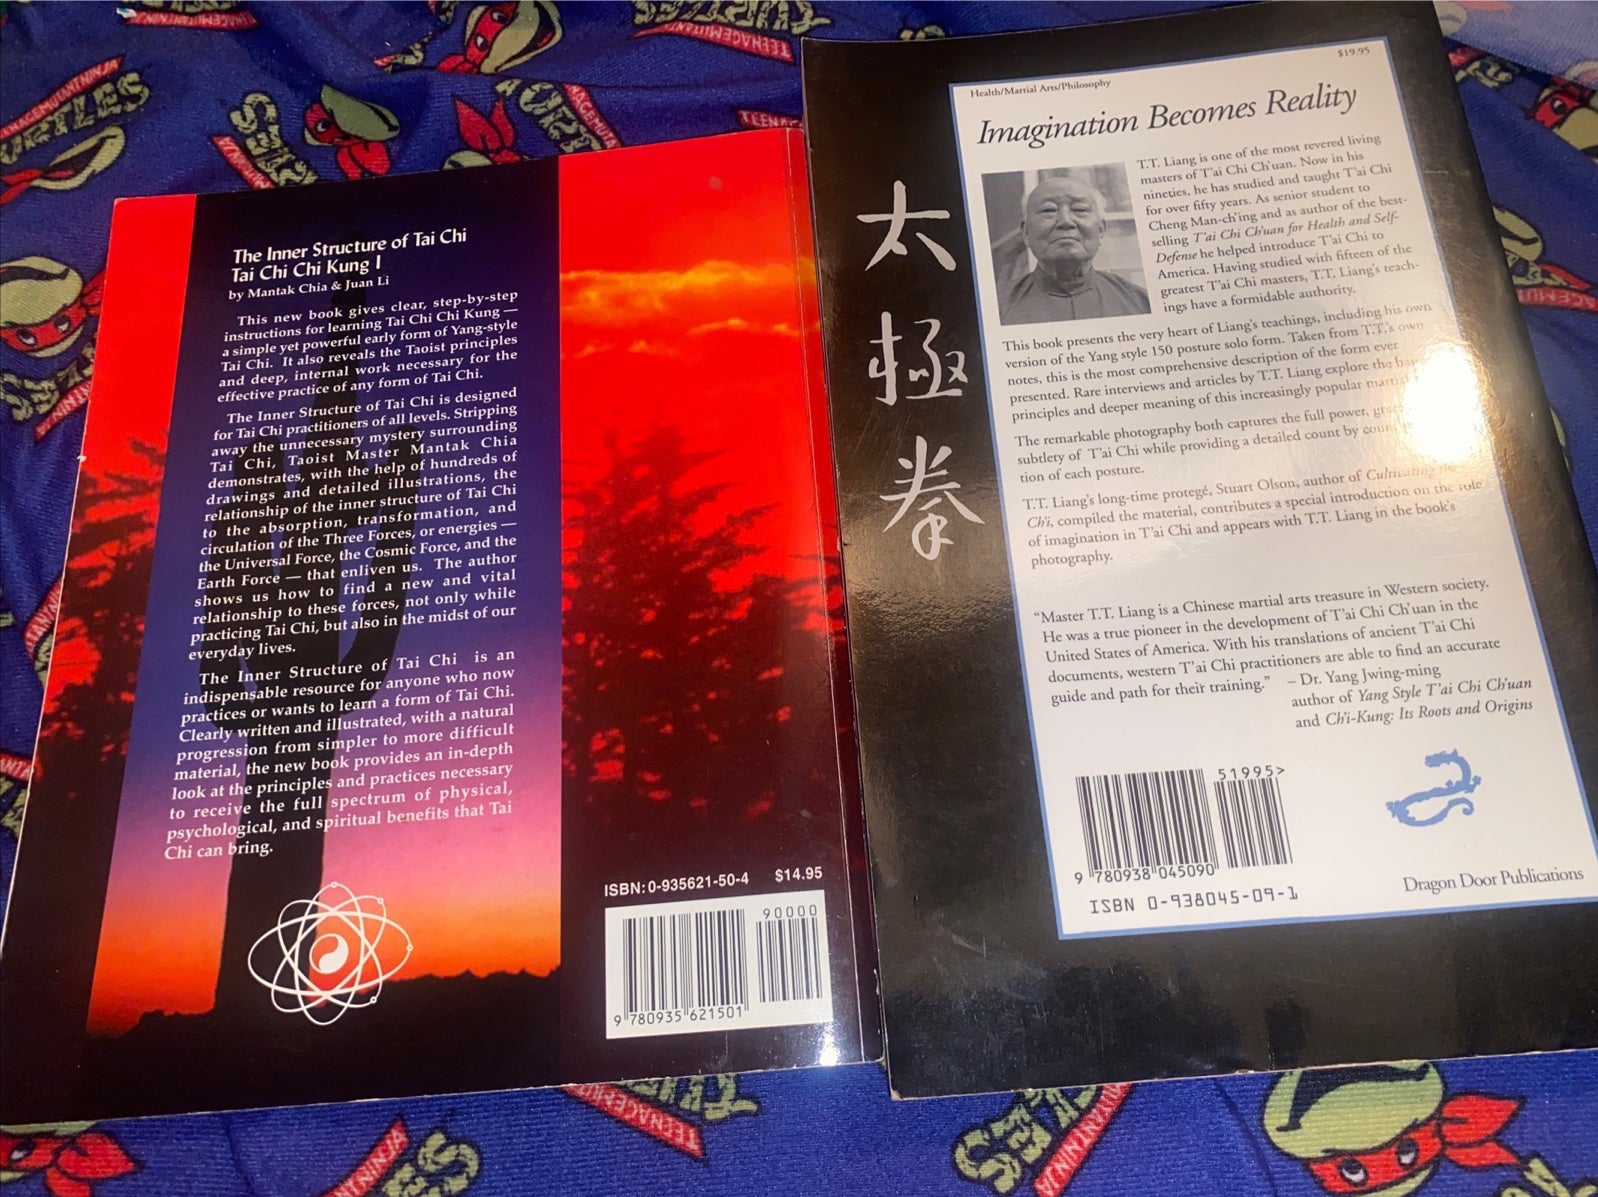 The Inner Structure of Tai Chi
Tai Chi Chi Kung I
by Mantak Chia & Juan Li
This new book gives clear, step-by-step
instructions for learning Tai Chi Chi Kung —
a simple yet powerful early form of Yang-style
Tai Chi. It also reveals the Taoist principles
and deep, internal work necessary for the
effective practice of any form of Tai Chi.
The Inner Structure of Tai Chi is designed
for Tai Chi practitioners of all levels. Stripping
away the unnecessary mystery surrounding
Tai Chi, Taoist Master Mantak Chia
demonstrates, with the help of hundreds of
drawings and detailed illustrations, the
relationship of the inner structure of Tai Chi
to the absorption, transformation, and
circulation of the Three Forces, or energies —
the Universal Force, the Cosmic Force, and the
Earth Force — that enliven us. The author
shows us how to find a new and vital
relationship to these forces, not only while
practicing Tai Chi, but also in the midst of our
everyday lives.
The Inner Structure of Tai Chi is an
indispensable resource for anyone who now
practices or wants to learn a form of Tai Chi.
Clearly written and illustrated, with a natural
progression from simpler to more difficult
material, the new book provides an in-depth
look at the principles and practices necessary
to receive the full spectrum of physical,
psychological, and spiritual benefits that Tai
Chi can bring.
ISBN: 0-935621-50-4 $14.95
90000
9 780935 621501
太
極
拳
$19.95
Health/Martial Arts/Philosophy
Imagination Becomes Reality
T.T. Liang is one of the most revered living
masters of T'ai Chi Ch'uan. Now in his
nineties, he has studied and taught T'ai Chi
for over fifty years. As senior student to
Cheng Man-ch'ing and as author of the best-
selling T'ai Chi Ch'uan for Health and Self-
Defense he helped introduce T'ai Chi to
America. Having studied with fifteen of the
greatest T'ai Chi masters, T.T. Liang's teach-
ings have a formidable authority.
This book presents the very heart of Liang's teachings, including his own
version of the Yang style 150 posture solo form. Taken from T.T.'s own
notes, this is the most comprehensive description of the form ever
presented. Rare interviews and articles by T.T. Liang explore the
principles and deeper meaning of this increasingly popular martial
The remarkable photography both captures the full power,
subtlety of T'ai Chi while providing a detailed count by
tion of each posture.
T.T. Liang's long-time protegé, Stuart Olson, author of Cultivating the
Ch'i, compiled the material, contributes a special introduction on the role
of imagination in T'ai Chi and appears with T.T. Liang in the book's
photography.
"Master T.T. Liang is a Chinese martial arts treasure in Western society.
He was a true pioneer in the development of T'ai Chi Ch'uan in the
United States of America. With his translations of ancient T'ai Chi
documents, western T'ai Chi practitioners are able to find an accurate
guide and path for their training." – Dr. Yang Jwing-ming
author of Yang Style T'ai Chi Ch'uan
and Ch'i-Kung: Its Roots and Origins
51995>
9 780938 045090
ISBN 0-938045-09-1
Dragon Door Publications
TEENAGE MUTANT NINJA
TURTLES